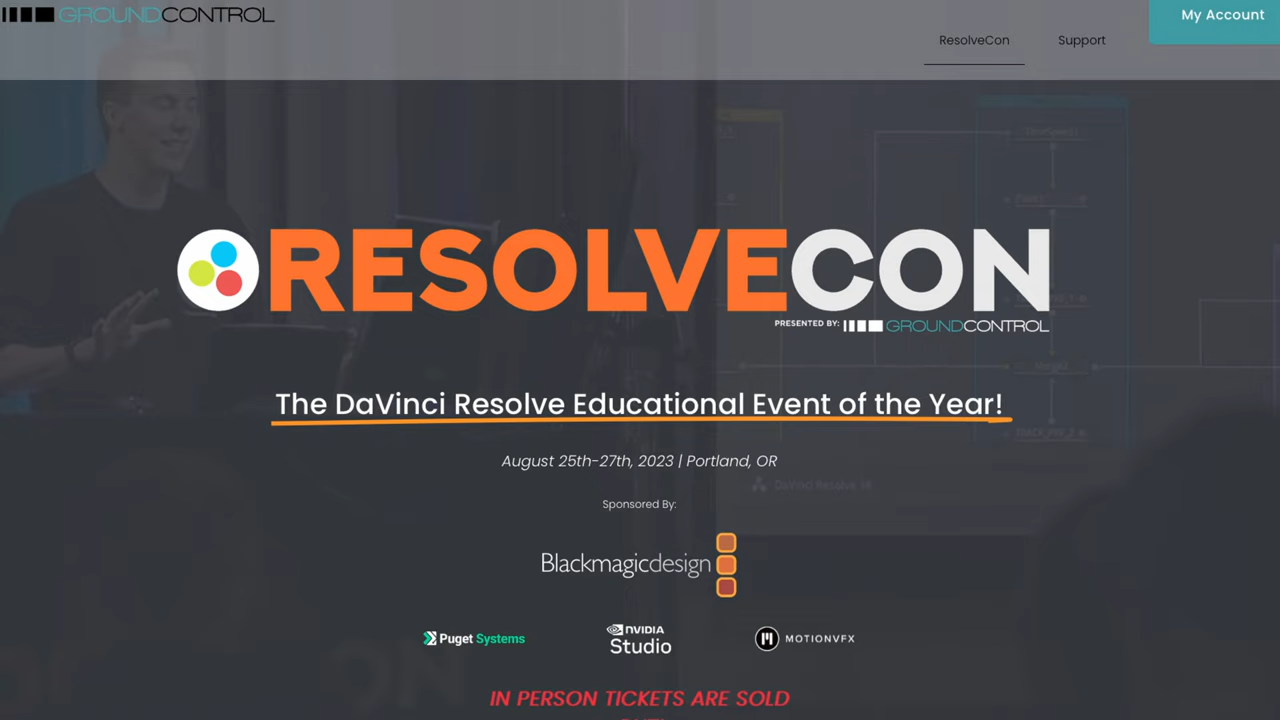 GROUNDCONTROL
My Account
ResolveCon
Support
RESOLVECON
PRESENTED BY: GROUNDCONTROL
The DaVinci Resolve Educational Event of the Year!
August 25th-27th, 2023 | Portland, OR
Sponsored By:
Blackmagicdesign
Puget Systems
NVIDIA
Studio
MOTIONVFX
IN PERSON TICKETS ARE SOLD